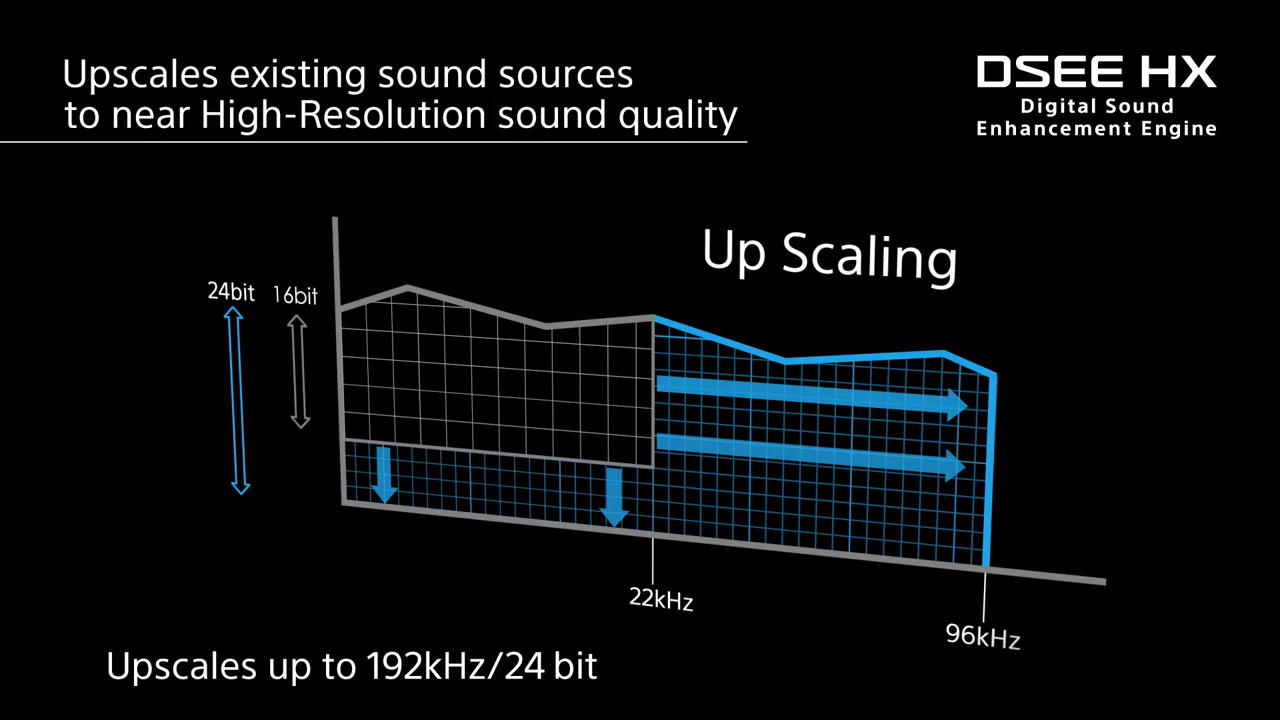 Upscales existing sound sources
to near High-Resolution sound quality
DSEE HX
Digital Sound
Enhancement Engine
Up Scaling
24bit
16bit
22kHz
96kHz
Upscales up to 192kHz/24 bit